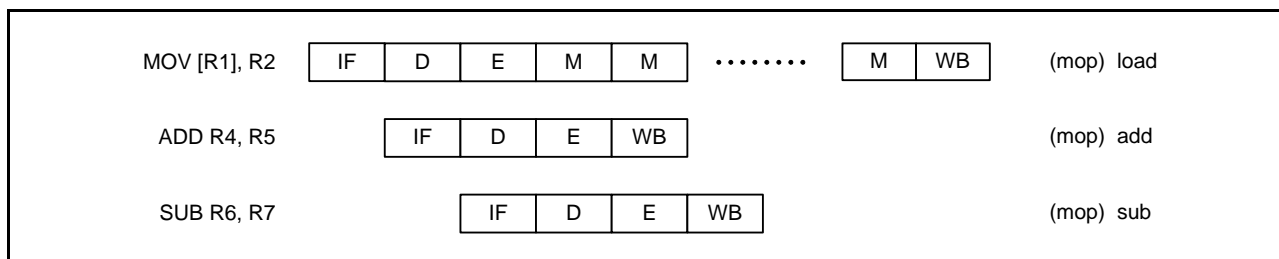 MOV [R1], R2 IF D E M M ········ M WB (mop) load
ADD R4, R5 IF D E WB (mop) add
SUB R6, R7 IF D E WB (mop) sub